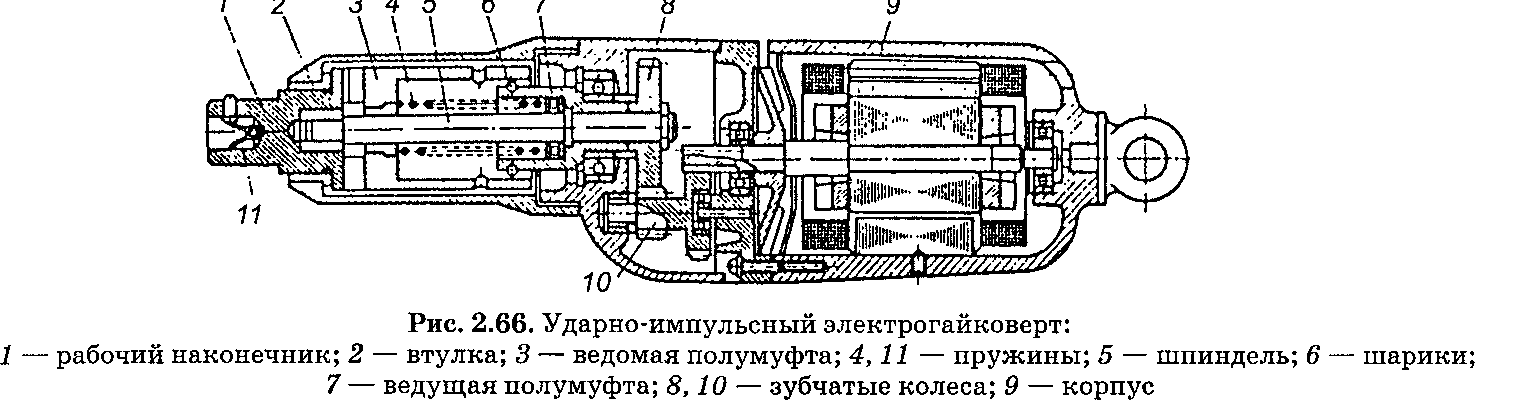 1 2 3 4 5 6 7 8 9
11
10
Рис. 2.66. Ударно-импульсный электрогайковерт:
1 — рабочий наконечник; 2 — втулка; 3 — ведомая полумуфта; 4, 11 — пружины; 5 — шпиндель; 6 — шарики;
7 — ведущая полумуфта; 8, 10 — зубчатые колеса; 9 — корпус